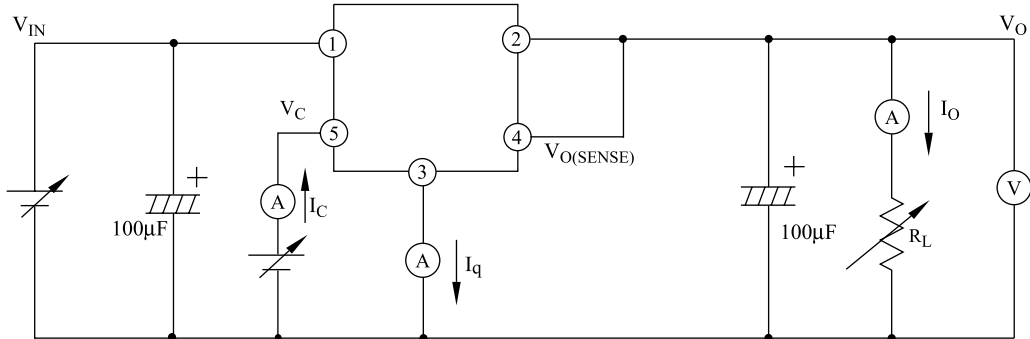 V_IN
V_O
1
2
V_C
5
4
V_O(SENSE)
3
A
I_O
A
I_C
+
100μF
A
I_q
+
100μF
R_L
V